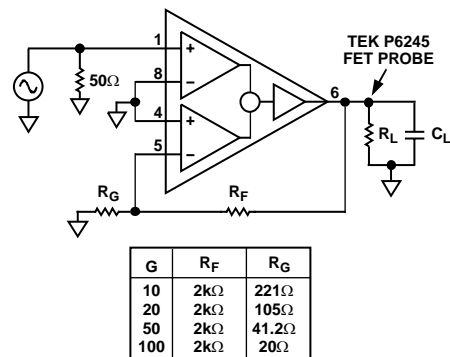 TEK P6245
FET PROBE
1
+
50Ω
8
–
6
4
+
5
–
R_L
C_L
R_G
R_F
G R_F R_G
10 2kΩ 221Ω
20 2kΩ 105Ω
50 2kΩ 41.2Ω
100 2kΩ 20Ω